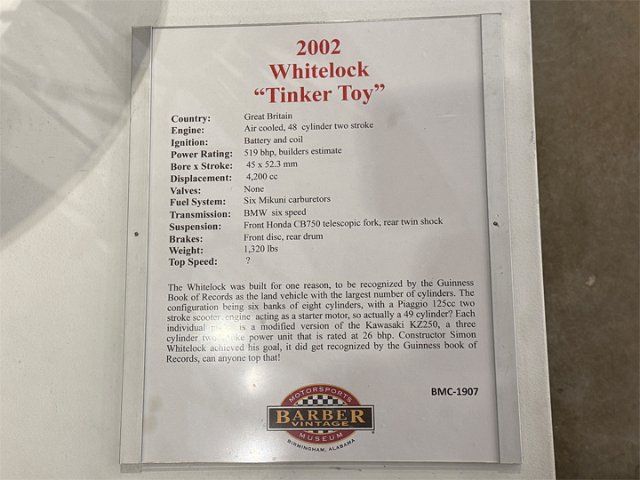 2002
Whitelock
“Tinker Toy”
Country: Great Britain
Engine: Air cooled, 48 cylinder two stroke
Ignition: Battery and coil
Power Rating: 519 bhp, builders estimate
Bore x Stroke: 45 x 52.3 mm
Displacement: 4,200 cc
Valves: None
Fuel System: Six Mikuni carburetors
Transmission: BMW six speed
Suspension: Front Honda CB750 telescopic fork, rear twin shock
Brakes: Front disc, rear drum
Weight: 1,320 lbs
Top Speed: ?
The Whitelock was built for one reason, to be recognized by the Guinness
Book of Records as the land vehicle with the largest number of cylinders. The
configuration being six banks of eight cylinders, with a Piaggio 125cc two
stroke scooter engine acting as a starter motor, so actually a 49 cylinder? Each
individual is a modified version of the Kawasaki KZ250, a three
cylinder power unit that is rated at 26 bhp. Constructor Simon
Whitelock achieved his goal, it did get recognized by the Guinness book of
Records, can anyone top that!
BMC-1907
MOTORSPORTS
BARBER
VINTAGE
MUSEUM
BIRMINGHAM, ALABAMA